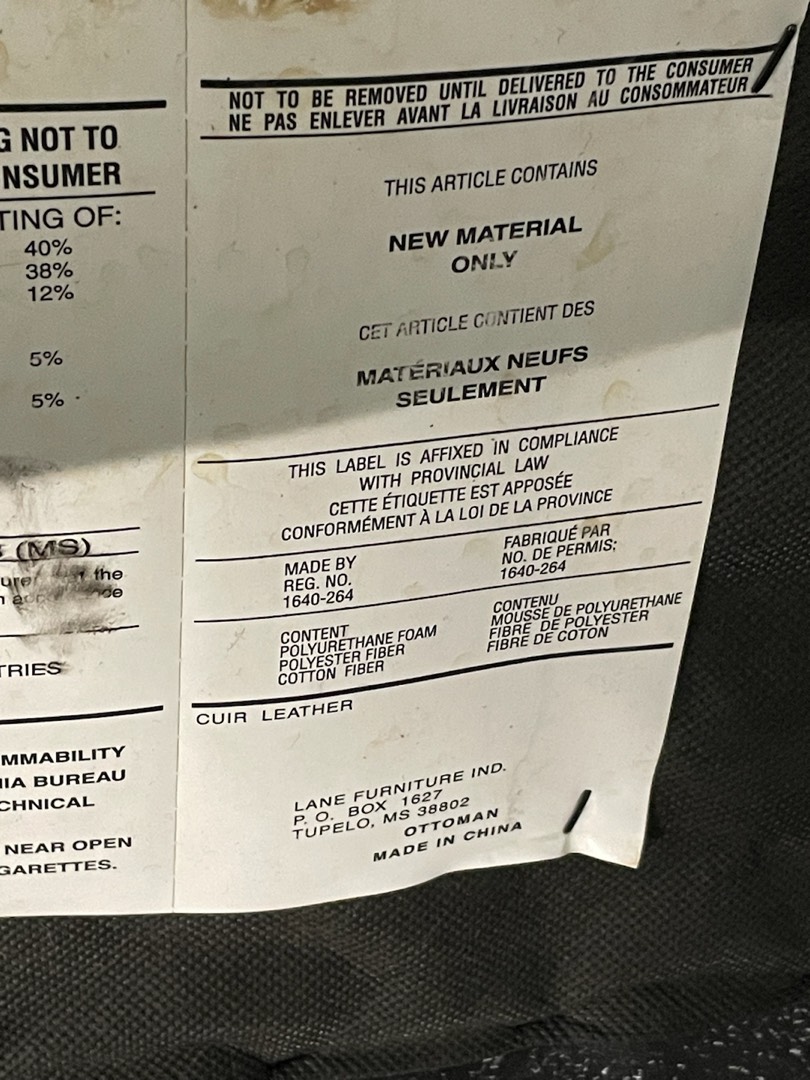 G NOT TO
NSUMER
TING OF:
40%
38%
12%
5%
5%
(MS)
the
TRIES
MMABILITY
IA BUREAU
CHNICAL
NEAR OPEN
GARETTES.
NOT TO BE REMOVED UNTIL DELIVERED TO THE CONSUMER
NE PAS ENLEVER AVANT LA LIVRAISON AU CONSOMMATEUR
THIS ARTICLE CONTAINS
NEW MATERIAL
ONLY
CET ARTICLE CONTIENT DES
MATÉRIAUX NEUFS
SEULEMENT
THIS LABEL IS AFFIXED IN COMPLIANCE
WITH PROVINCIAL LAW
CETTE ÉTIQUETTE EST APPOSÉE
CONFORMÉMENT À LA LOI DE LA PROVINCE
MADE BY
REG. NO.
1640-264
FABRIQUÉ PAR
NO. DE PERMIS;
1640-264
CONTENT
POLYURETHANE FOAM
POLYESTER FIBER
COTTON FIBER
CONTENU
MOUSSE DE POLYURETHANE
FIBRE DE POLYESTER
FIBRE DE COTON
CUIR LEATHER
LANE FURNITURE IND.
P. O. BOX 1627
TUPELO, MS 38802
OTTOMAN
MADE IN CHINA